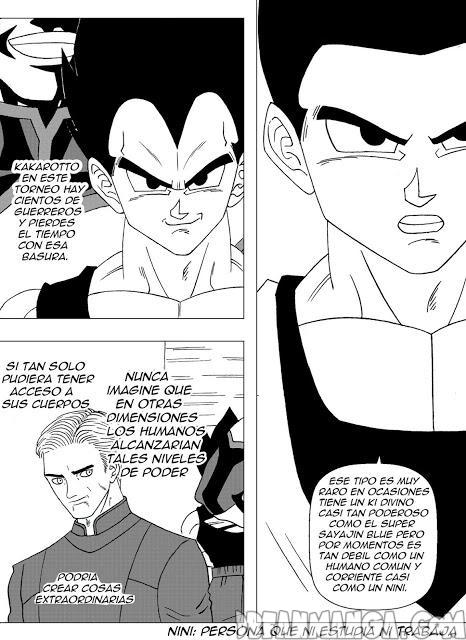 KAKAROTTO
EN ESTE
TORNEO HAY
CIENTOS DE
GUERREROS
Y PIERDES
EL TIEMPO
CON ESA
BASURA.
ESE TIPO ES MUY
RARO EN OCASIONES
TIENE UN KI DIVINO
CASI TAN PODEROSO
COMO EL SUPER
SAYAJIN BLUE PERO
POR MOMENTOS ES
TAN DEBIL COMO UN
HUMANO COMUN Y
CORRIENTE CASI
COMO UN NINI.
SI TAN SOLO
PUDIERA TENER
ACCESO A
SUS CUERPOS
NUNCA
IMAGINE QUE
EN OTRAS
DIMENSIONES
LOS HUMANOS
ALCANZARIAN
TALES NIVELES
DE PODER
PODRIA
CREAR COSAS
EXTRAORDINARIAS
NINI: PERSONA QUE NI ESTUDIA NI TRABAJA